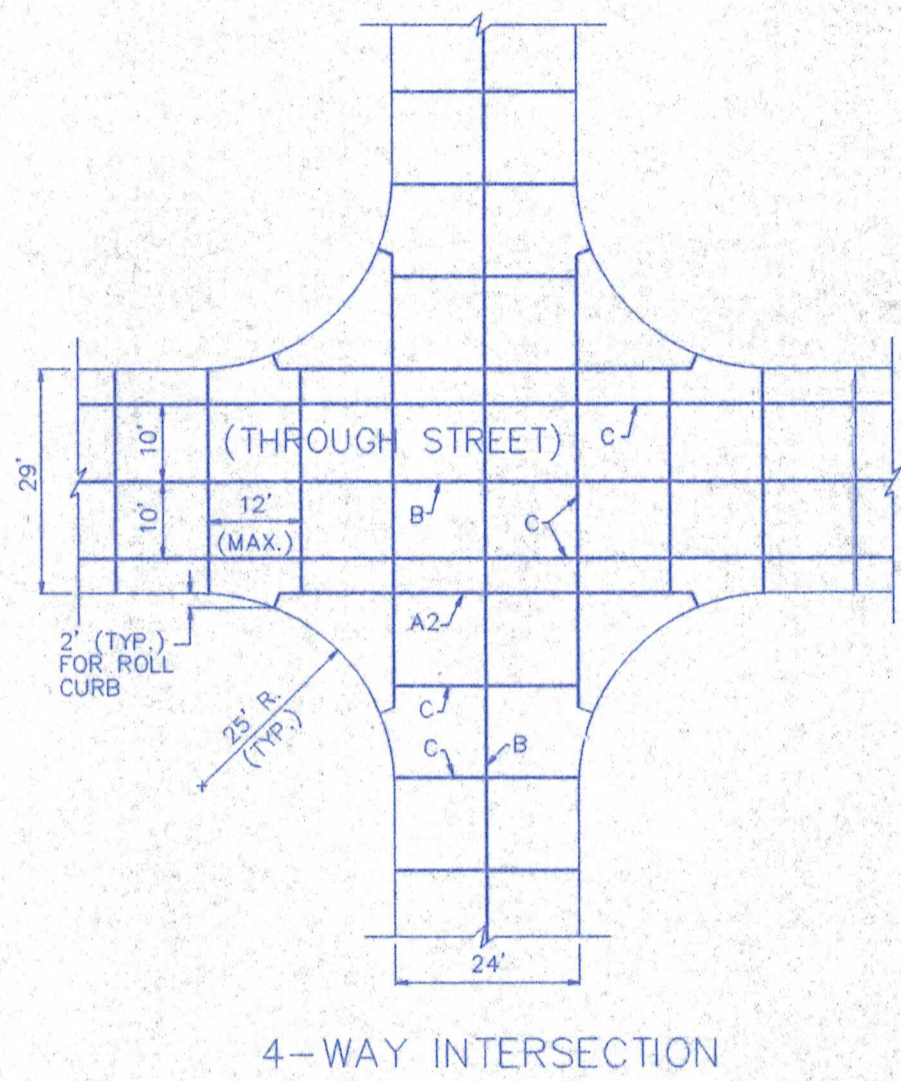 (THROUGH STREET)
C
29'
10'
10'
12'
(MAX.)
B
C
2' (TYP.)
FOR ROLL
CURB
A2
25' R.
(TYP.)
C
C
B
24'
4-WAY INTERSECTION